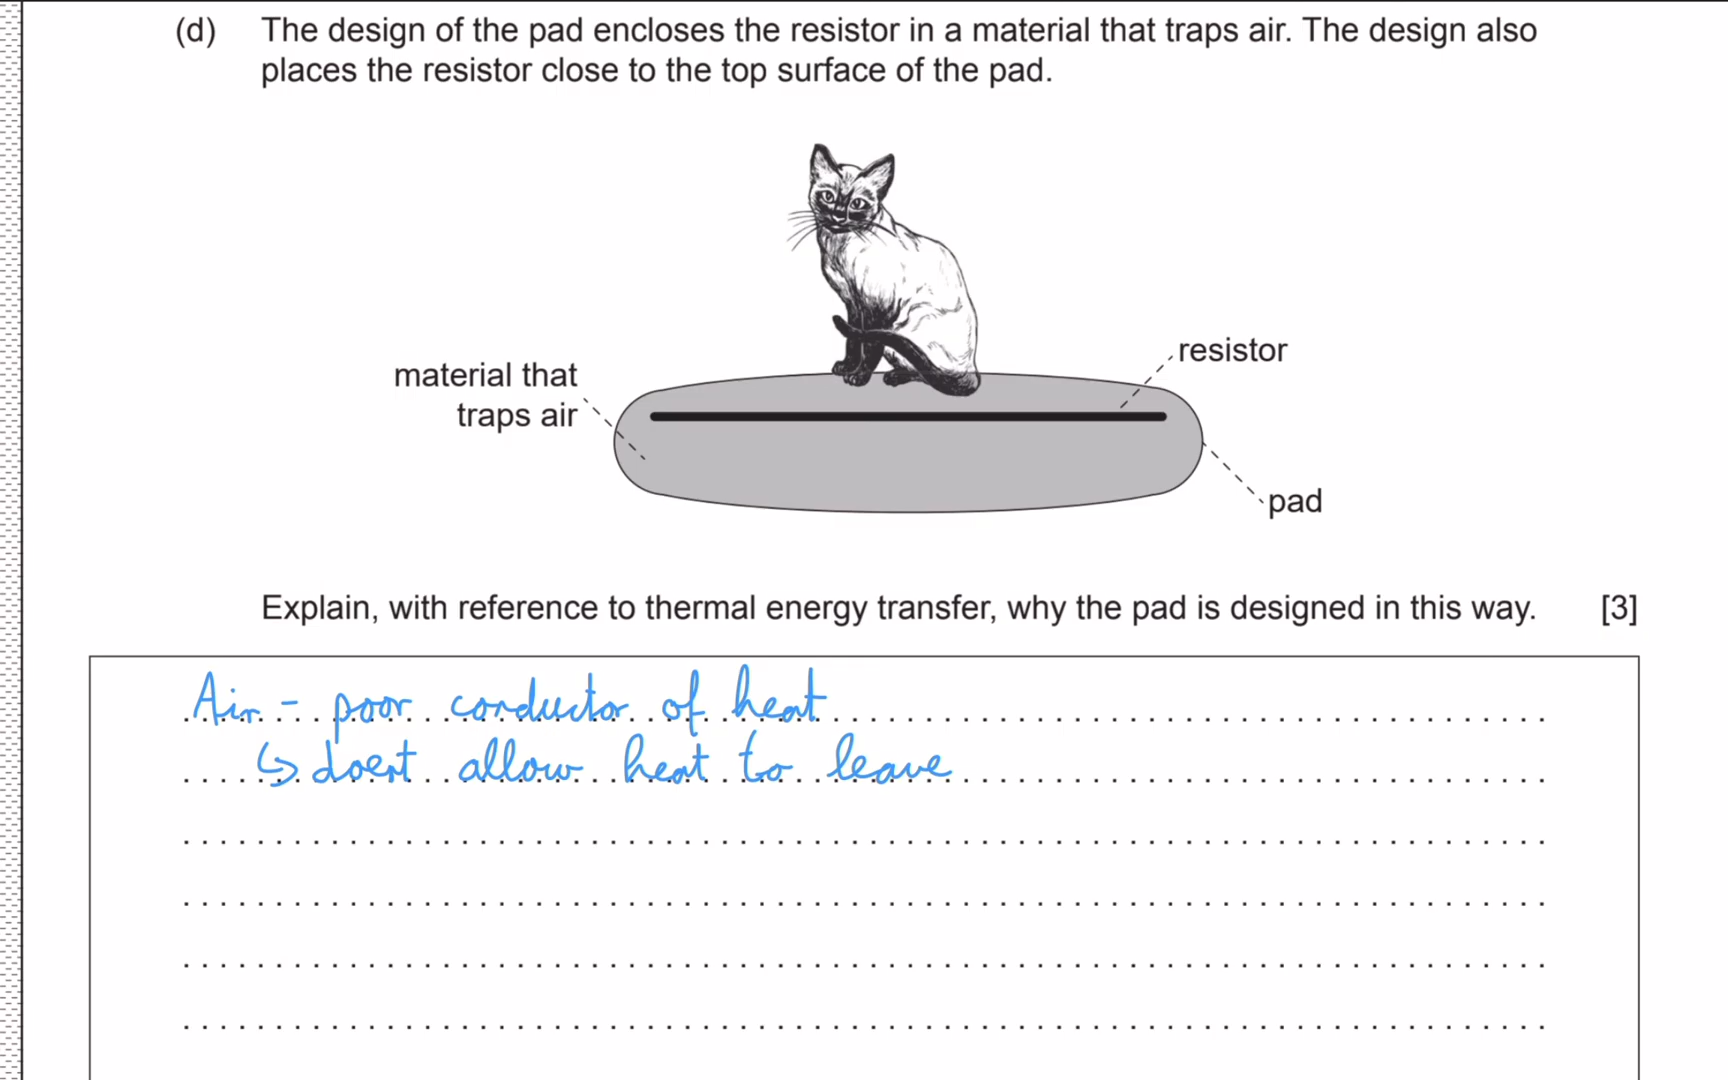 (d) The design of the pad encloses the resistor in a material that traps air. The design also
places the resistor close to the top surface of the pad.
resistor
material that
traps air
pad
Explain, with reference to thermal energy transfer, why the pad is designed in this way. [3]
Air - poor conductor of heat
↳ doesnt allow heat to leave